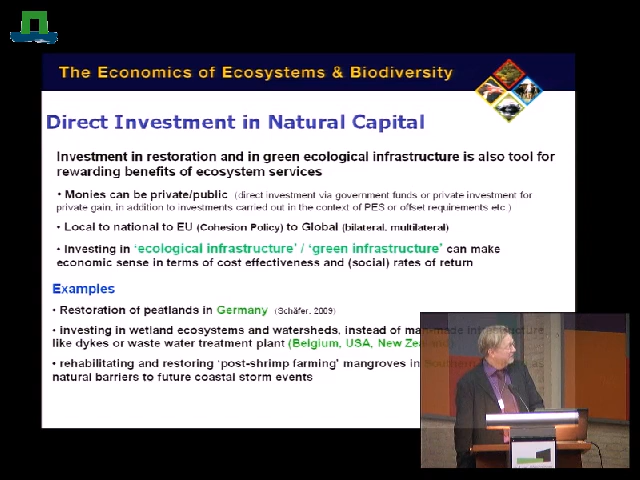 The Economics of Ecosystems & Biodiversity
Direct Investment in Natural Capital
Investment in restoration and in green ecological infrastructure is also tool for
rewarding benefits of ecosystem services
• Monies can be private/public (direct investment via government funds or private investment for
private gain, in addition to investments carried out in the context of PES or offset requirements etc.)
• Local to national to EU (Cohesion Policy) to Global (bilateral, multilateral)
• Investing in ‘ecological infrastructure’ / ‘green infrastructure’ can make
economic sense in terms of cost effectiveness and (social) rates of return
Examples
• Restoration of peatlands in Germany (Schäfer, 2009)
• investing in wetland ecosystems and watersheds, instead of man-made infrastructure
like dykes or waste water treatment plant (Belgium, USA, New Zealand)
• rehabilitating and restoring ‘post-shrimp farming’ mangroves in Southern as
natural barriers to future coastal storm events